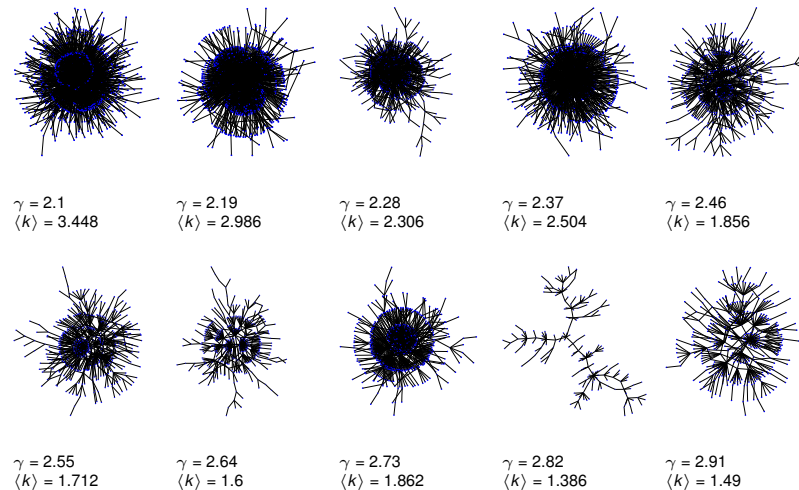 γ = 2.1
⟨k⟩ = 3.448
γ = 2.19
⟨k⟩ = 2.986
γ = 2.28
⟨k⟩ = 2.306
γ = 2.37
⟨k⟩ = 2.504
γ = 2.46
⟨k⟩ = 1.856
γ = 2.55
⟨k⟩ = 1.712
γ = 2.64
⟨k⟩ = 1.6
γ = 2.73
⟨k⟩ = 1.862
γ = 2.82
⟨k⟩ = 1.386
γ = 2.91
⟨k⟩ = 1.49